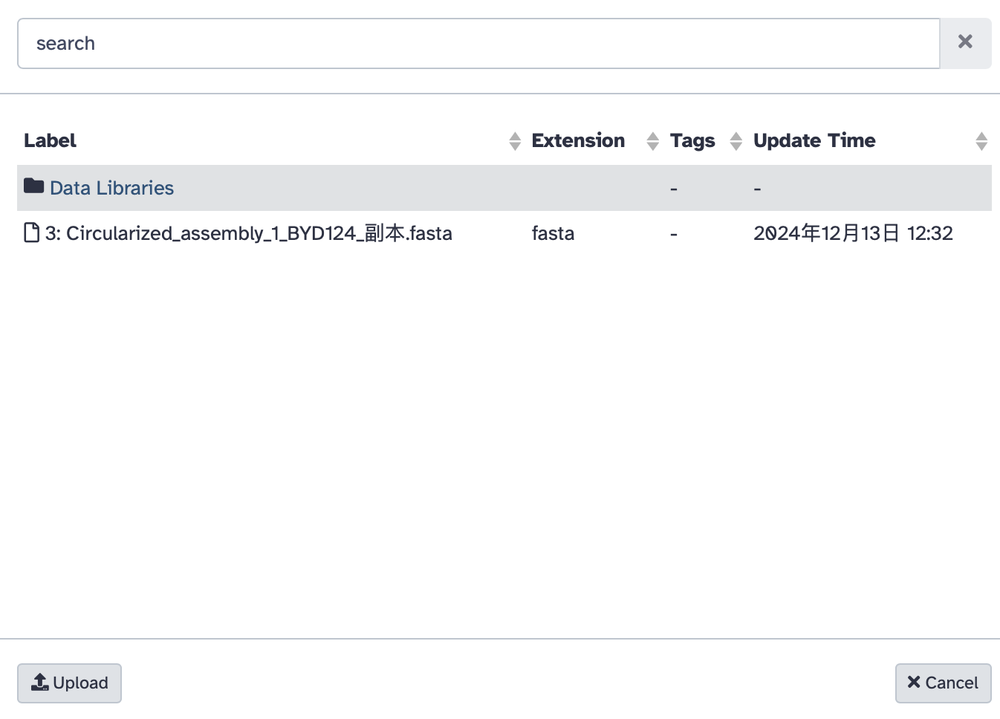 search
Label Extension Tags Update Time
Data Libraries - -
3: Circularized_assembly_1_BYD124_副本.fasta fasta - 2024年12月13日 12:32
Upload Cancel